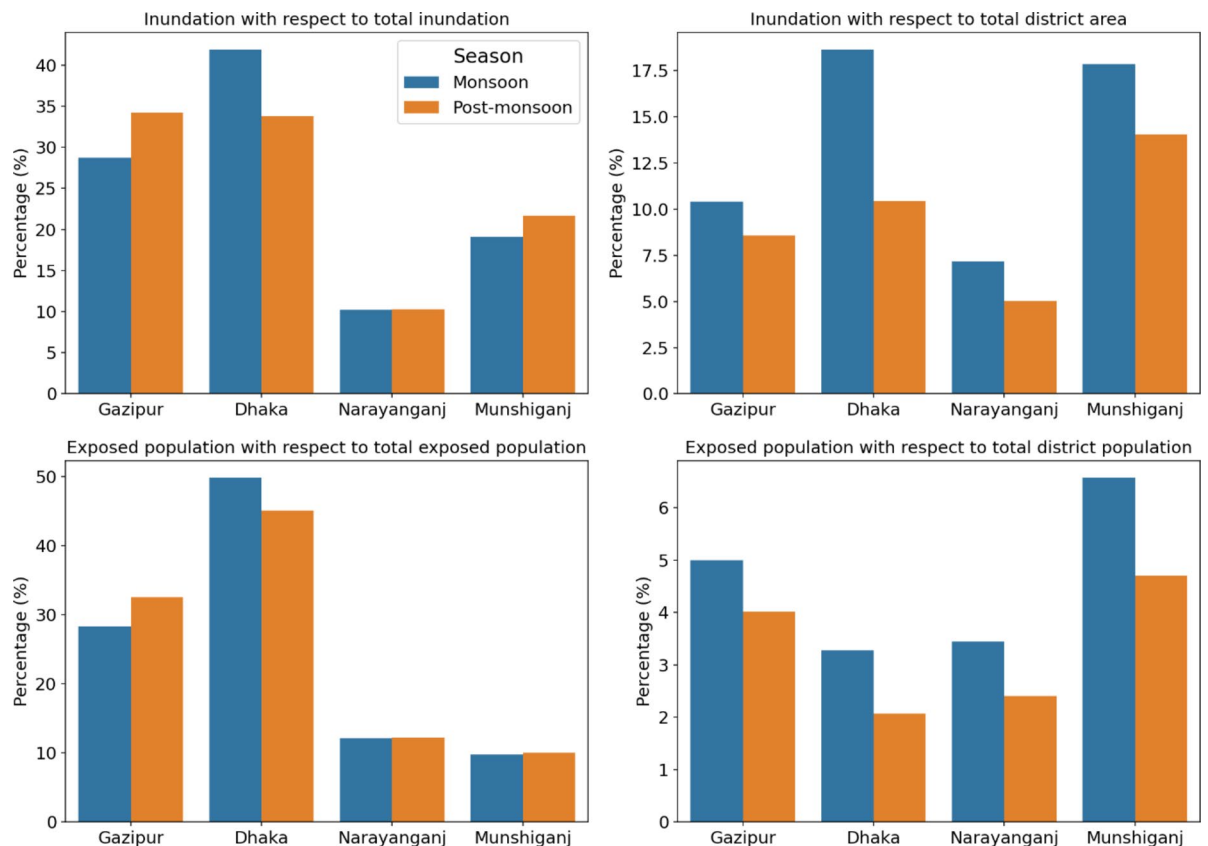 Inundation with respect to total inundation
Percentage (%)
40
35
30
25
20
15
10
5
0
Season
Monsoon
Post-monsoon
Gazipur Dhaka Narayanganj Munshiganj
Inundation with respect to total district area
Percentage (%)
17.5
15.0
12.5
10.0
7.5
5.0
2.5
0.0
Gazipur Dhaka Narayanganj Munshiganj
Exposed population with respect to total exposed population
Percentage (%)
50
40
30
20
10
0
Gazipur Dhaka Narayanganj Munshiganj
Exposed population with respect to total district population
Percentage (%)
6
5
4
3
2
1
0
Gazipur Dhaka Narayanganj Munshiganj